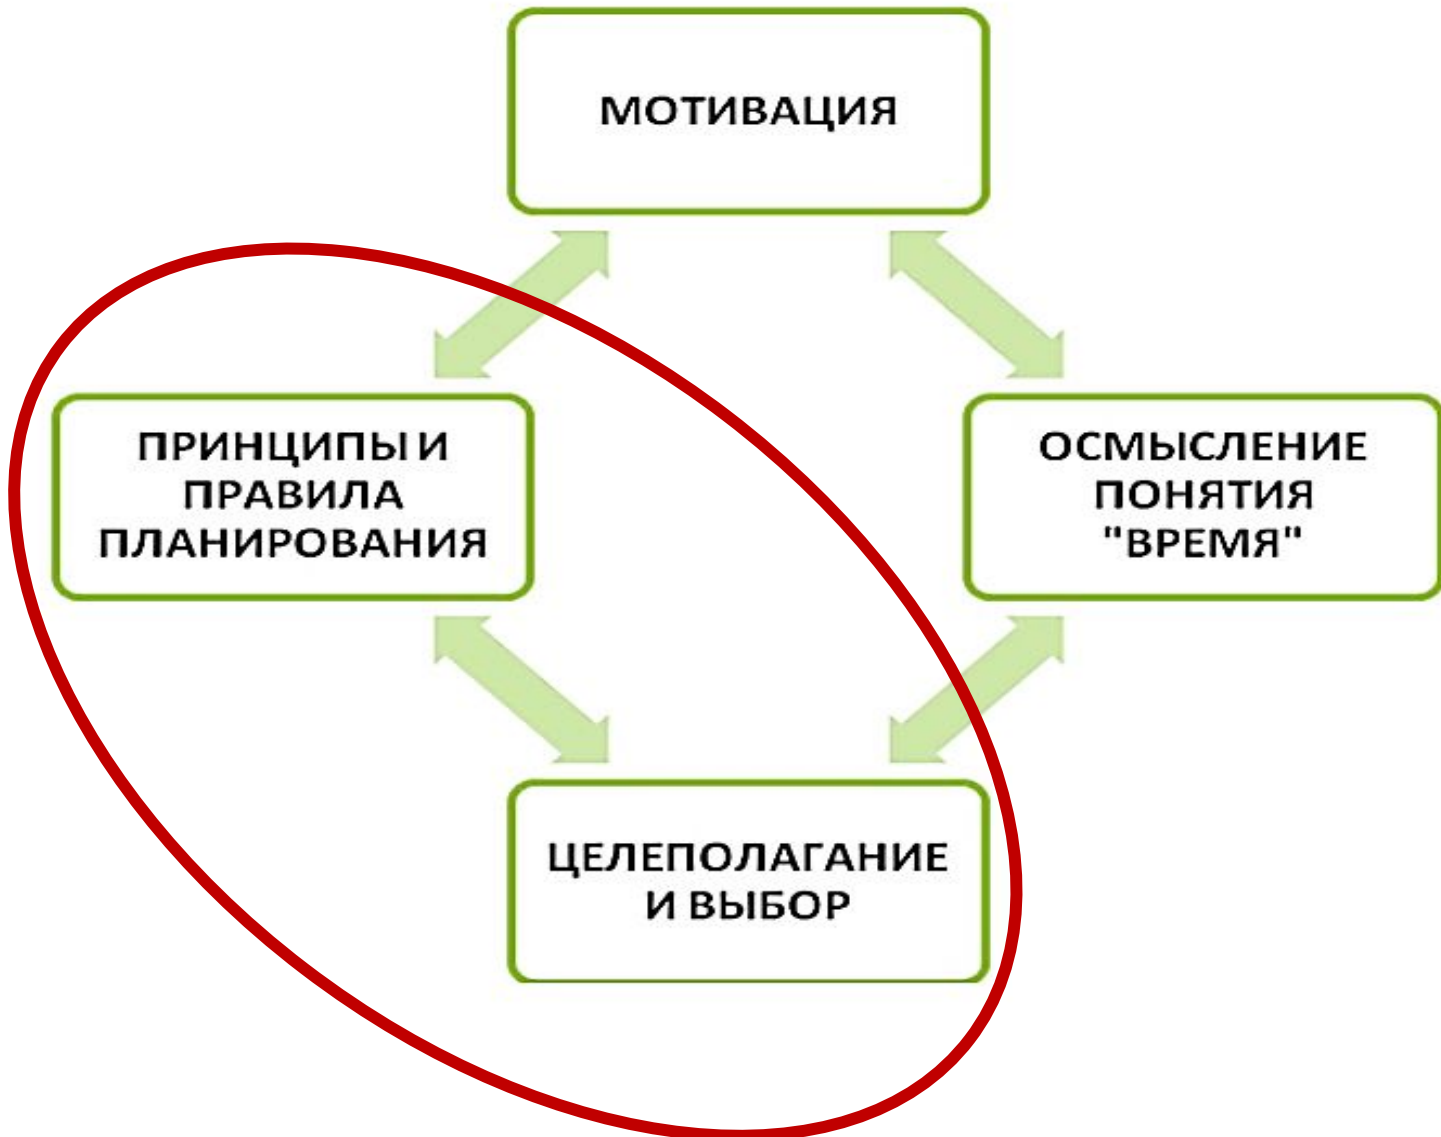 МОТИВАЦИЯ
ПРИНЦИПЫ И
ПРАВИЛА
ПЛАНИРОВАНИЯ
ОСМЫСЛЕНИЕ
ПОНЯТИЯ
"ВРЕМЯ"
ЦЕЛЕПОЛАГАНИЕ
И ВЫБОР